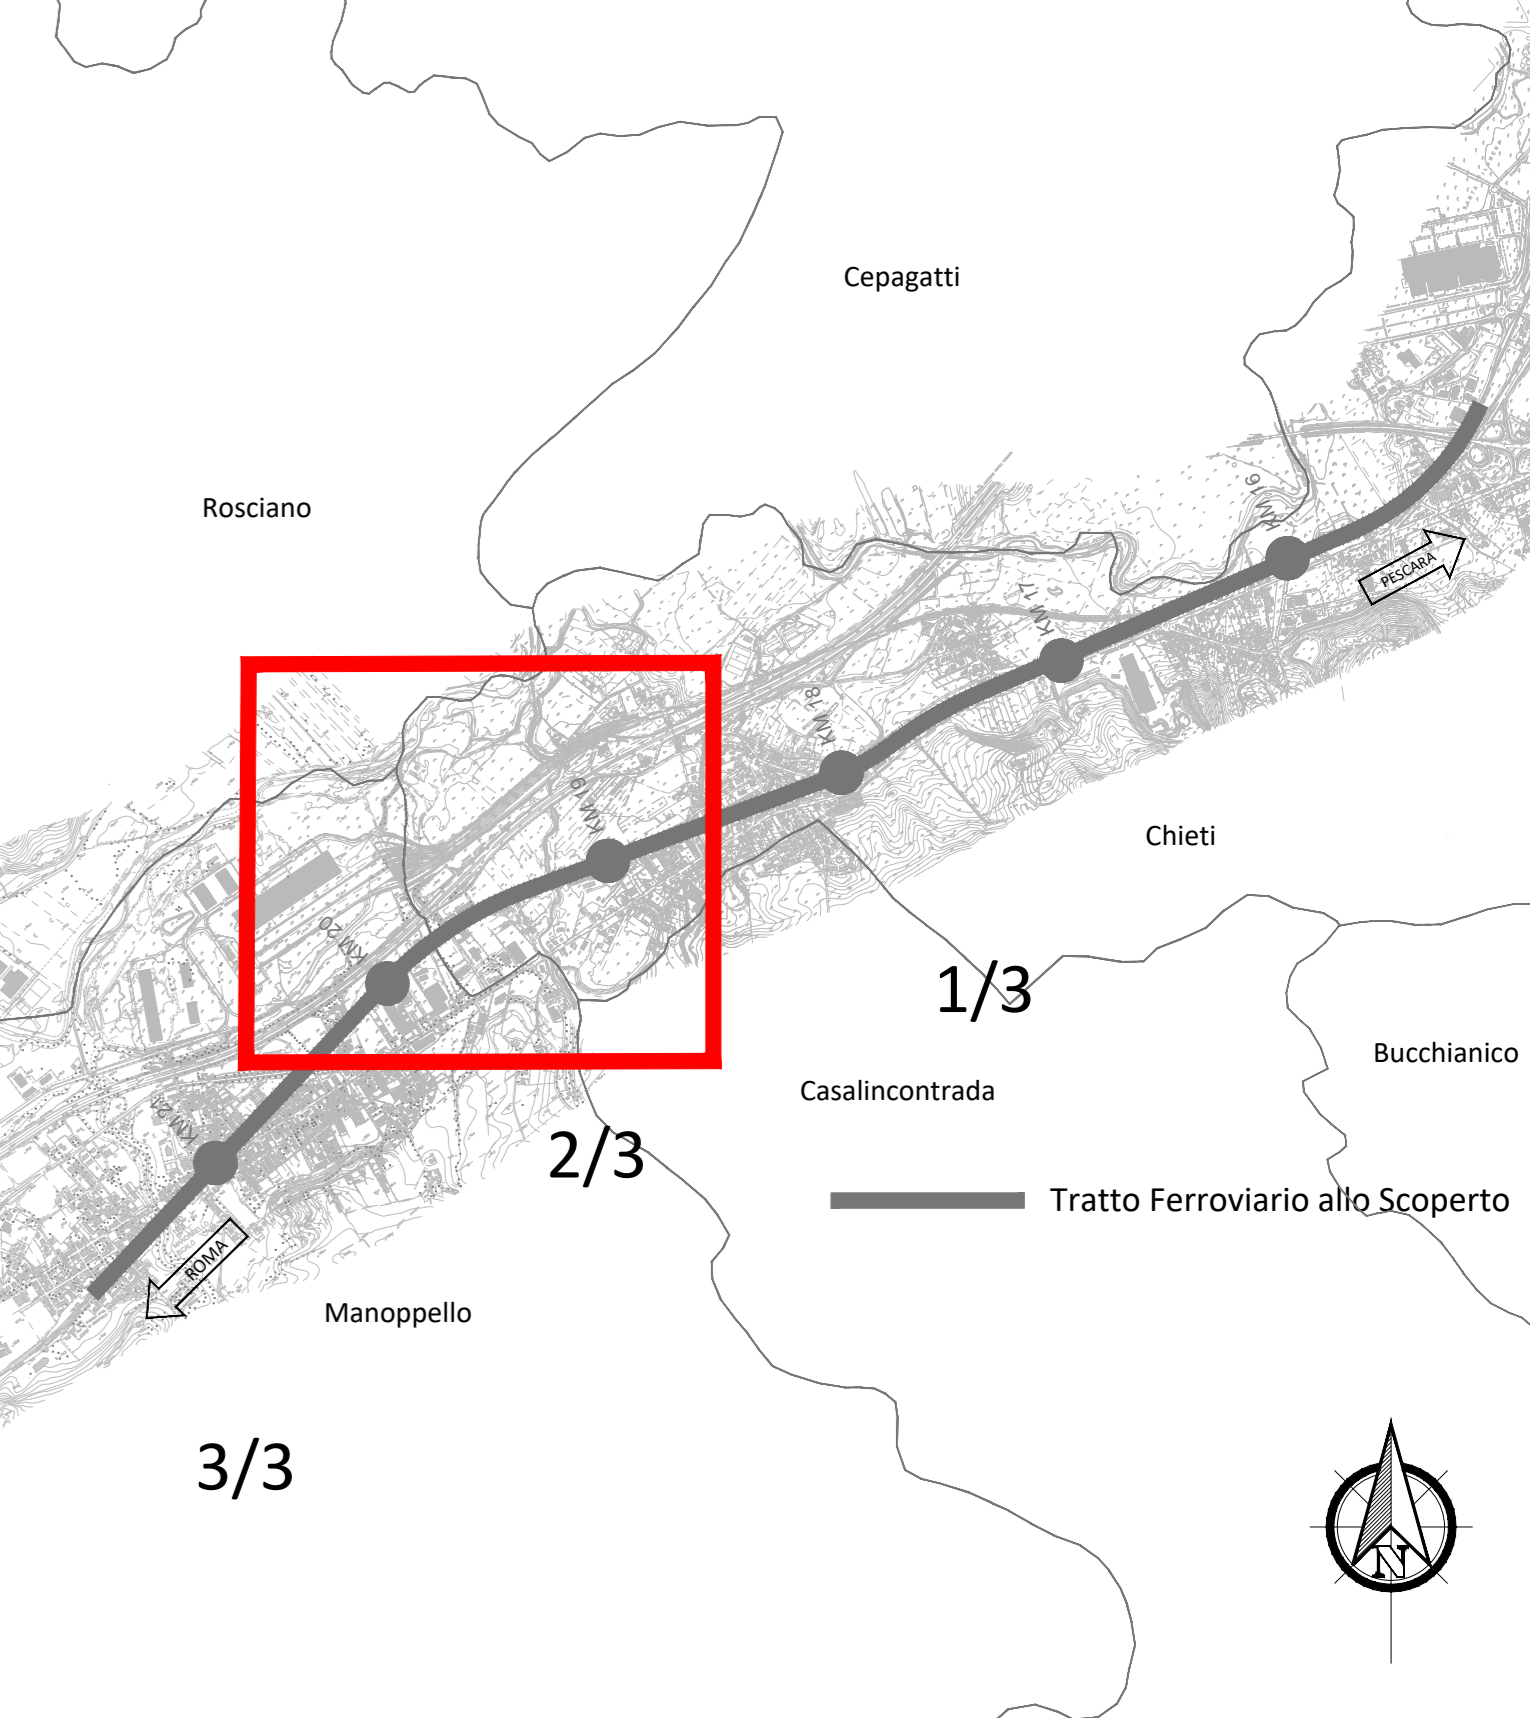 Cepagatti
Rosciano
KM 16
PESCARA
KM 17
KM 18
KM 19
Chieti
KM 20
1/3
Bucchianico
Casalincontrada
KM 21
2/3
Tratto Ferroviario allo Scoperto
ROMA
Manoppello
3/3
N